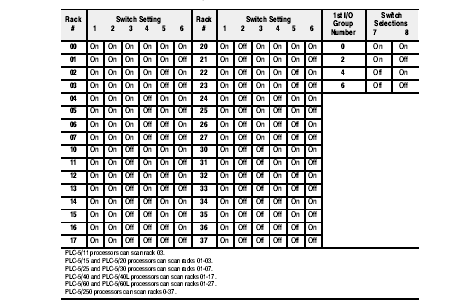 Rack # Switch Setting 1 2 3 4 5 6 Rack # Switch Setting 1 2 3 4 5 6 1st I/O Group Number Switch Selections 7 8
00 On On On On On On 20 On Off On On On On 0 On On
01 On On On On On Off 21 On Off On On On Off 2 On Off
02 On On On On Off On 22 On Off On On Off On 4 Off On
03 On On On On Off Off 23 On Off On On Off Off 6 Off Off
04 On On On Off On On 24 On Off On Off On On
05 On On On Off On Off 25 On Off On Off On Off
06 On On On Off Off On 26 On Off On Off Off On
07 On On On Off Off Off 27 On Off On Off Off Off
10 On On Off On On On 30 On Off Off On On On
11 On On Off On On Off 31 On Off Off On On Off
12 On On Off On Off On 32 On Off Off On Off On
13 On On Off On Off Off 33 On Off Off On Off Off
14 On On Off Off On On 34 On Off Off Off On On
15 On On Off Off On Off 35 On Off Off Off On Off
16 On On Off Off Off On 36 On Off Off Off Off On
17 On On Off Off Off Off 37 On Off Off Off Off Off
PLC-5/11 processors can scan rack 03.
PLC-5/15 and PLC-5/20 processors can scan racks 01-03.
PLC-5/25 and PLC-5/30 processors can scan racks 01-07.
PLC-5/40 and PLC-5/40L processors can scan racks 01-17.
PLC-5/60 and PLC-5/60L processors can scan racks 01-27.
PLC-5/250 processors can scan racks 0-37.